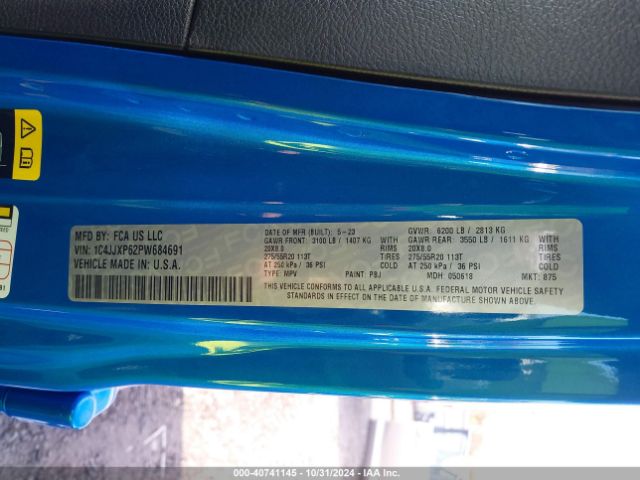 MFD BY: FCA US LLC
VIN: 1C4JJXP62PW684691
VEHICLE MADE IN U.S.A.
DATE OF MFR (BUILT): 5-23 GVWR: 6200 LB / 2813 KG
GAWR FRONT: 3100 LB / 1407 KG WITH GAWR REAR: 3550 LB / 1611 KG WITH
20X8.0 RIMS 20X8.0 RIMS
275/55R20 113T TIRES 275/55R20 113T TIRES
AT 250 kPa / 36 PSI COLD AT 250 kPa / 36 PSI COLD
TYPE: MPV PAINT: PBJ MDH: 050618 MKT: 875
THIS VEHICLE CONFORMS TO ALL APPLICABLE U.S.A. FEDERAL MOTOR VEHICLE SAFETY
STANDARDS IN EFFECT ON THE DATE OF MANUFACTURE SHOWN ABOVE.
000-40741145 - 10/31/2024 - IAA Inc.